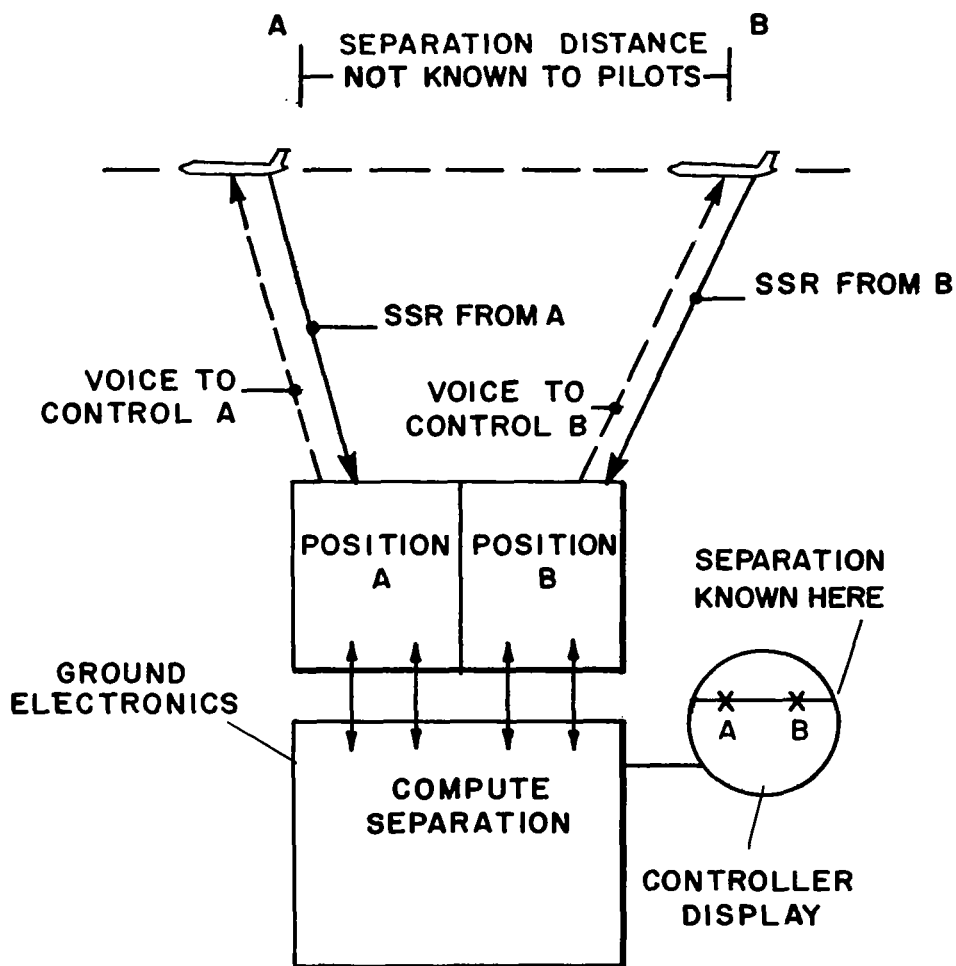 A
B
SEPARATION DISTANCE
NOT KNOWN TO PILOTS
SSR FROM A
SSR FROM B
VOICE TO
CONTROL A
VOICE TO
CONTROL B
POSITION
A
POSITION
B
SEPARATION
KNOWN HERE
GROUND
ELECTRONICS
A
B
COMPUTE
SEPARATION
CONTROLLER
DISPLAY